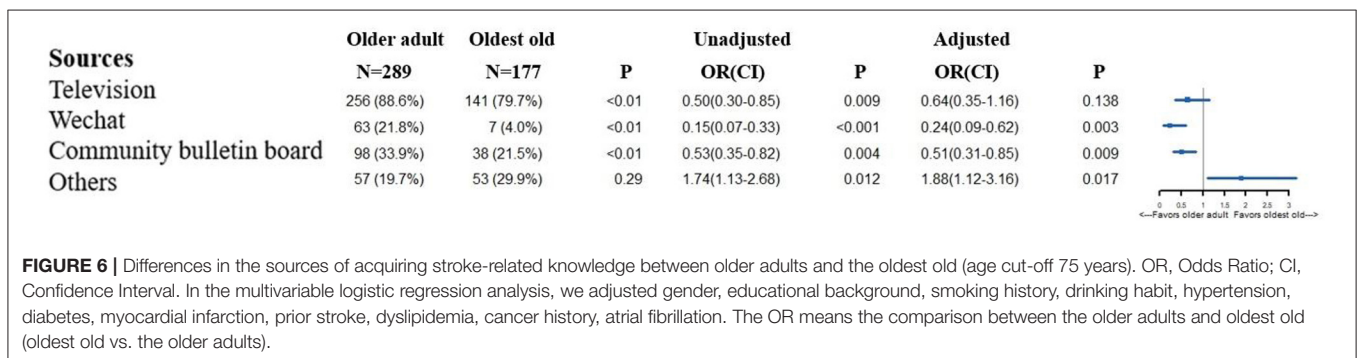 Older adult Oldest old Unadjusted Adjusted
Sources
N=289 N=177 P OR(CI) P OR(CI) P
Television
256 (88.6%) 141 (79.7%) <0.01 0.50(0.30-0.85) 0.009 0.64(0.35-1.16) 0.138
Wechat
63 (21.8%) 7 (4.0%) <0.01 0.15(0.07-0.33) <0.001 0.24(0.09-0.62) 0.003
Community bulletin board
98 (33.9%) 38 (21.5%) <0.01 0.53(0.35-0.82) 0.004 0.51(0.31-0.85) 0.009
Others
57 (19.7%) 53 (29.9%) 0.29 1.74(1.13-2.68) 0.012 1.88(1.12-3.16) 0.017
0 0.5 1 1.5 2 2.5 3
<---Favors older adult Favors oldest old--->
FIGURE 6 | Differences in the sources of acquiring stroke-related knowledge between older adults and the oldest old (age cut-off 75 years). OR, Odds Ratio; CI,
Confidence Interval. In the multivariable logistic regression analysis, we adjusted gender, educational background, smoking history, drinking habit, hypertension,
diabetes, myocardial infarction, prior stroke, dyslipidemia, cancer history, atrial fibrillation. The OR means the comparison between the older adults and oldest old
(oldest old vs. the older adults).